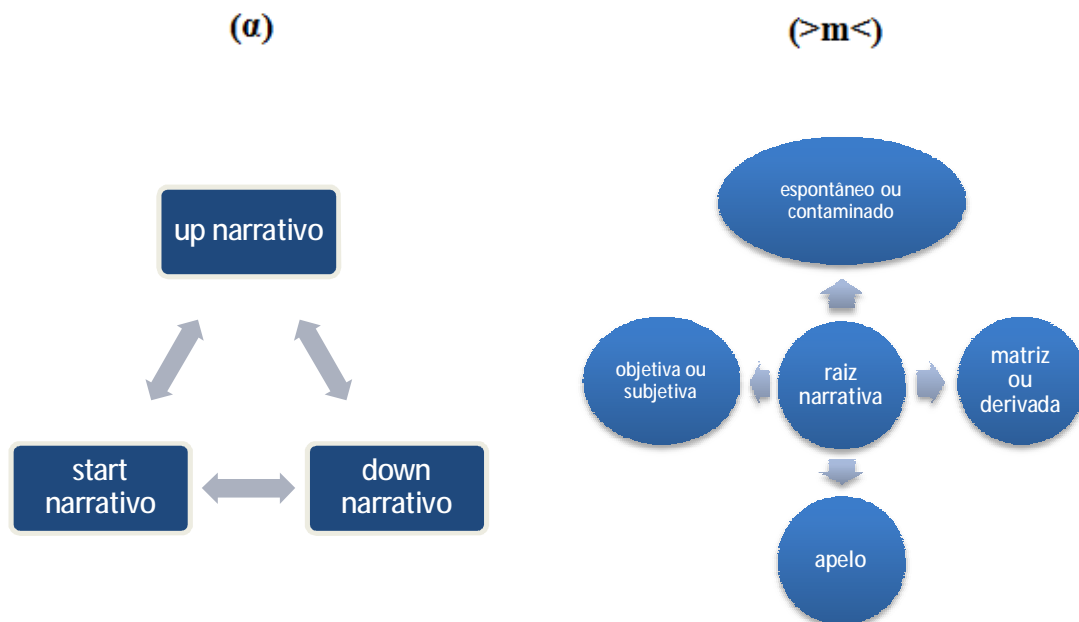 (α)
(>m<)
up narrativo
start
narrativo
down
narrativo
espontâneo ou
contaminado
objetiva ou
subjetiva
raiz
narrativa
matriz
ou
derivada
apelo